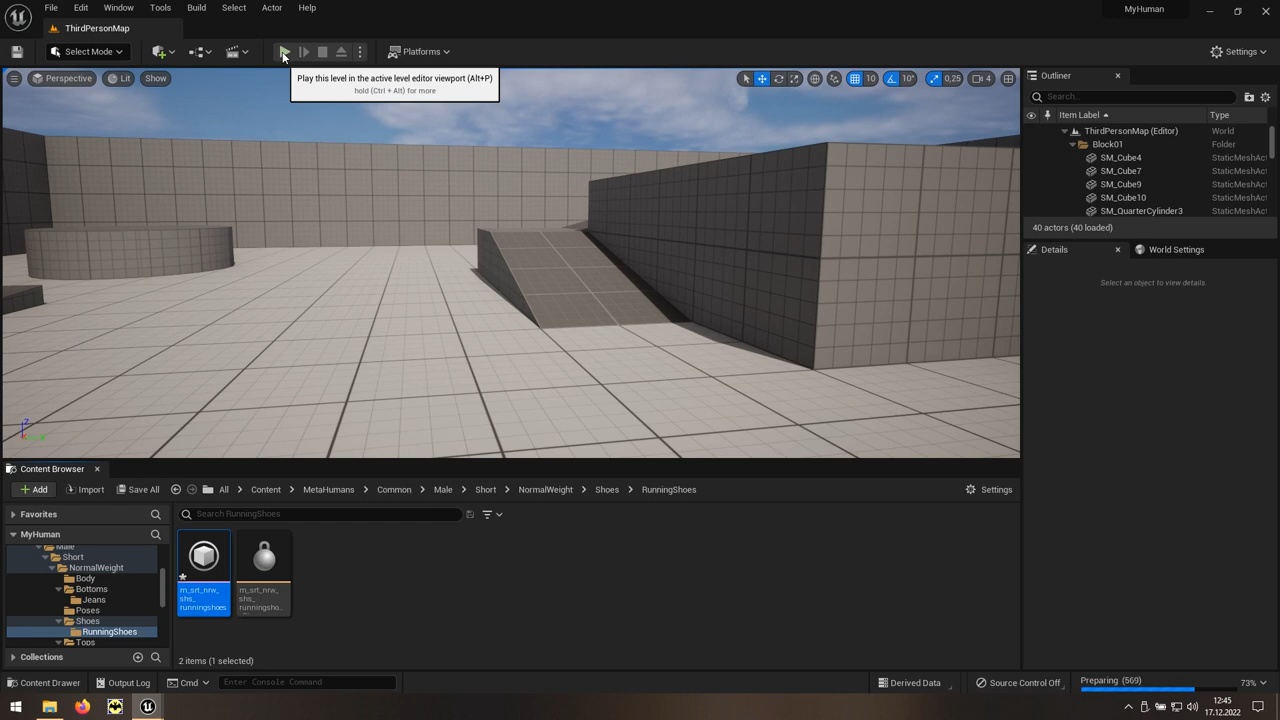 File Edit Window Tools Build Select Actor Help
MyHuman
ThirdPersonMap
Select Mode
Platforms
Settings
Play this level in the active level editor viewport (Alt+P)
hold (Ctrl + Alt) for more
Perspective Lit Show
10 10° 0,25 4
Outliner
Search...
Item Label Type
ThirdPersonMap (Editor) World
Block01 Folder
SM_Cube4 StaticMeshAct
SM_Cube7 StaticMeshAct
SM_Cube9 StaticMeshAct
SM_Cube10 StaticMeshAct
SM_QuarterCylinder3 StaticMeshAct
40 actors (40 loaded)
Details World Settings
Select an object to view details.
Z
Content Browser
Add Import Save All All Content MetaHumans Common Male Short NormalWeight Shoes RunningShoes Settings
Favorites
Search RunningShoes
MyHuman
Male
Short
NormalWeight
Body
Bottoms
Jeans
Poses
Shoes
RunningShoes
Tops
Collections
m_srt_nrw_
shs_
runningshoes
m_srt_nrw_
shs_
runningsho...
2 items (1 selected)
Content Drawer Output Log Cmd Enter Console Command Derived Data Source Control Off Preparing (569) 73%
12:45
17.12.2022